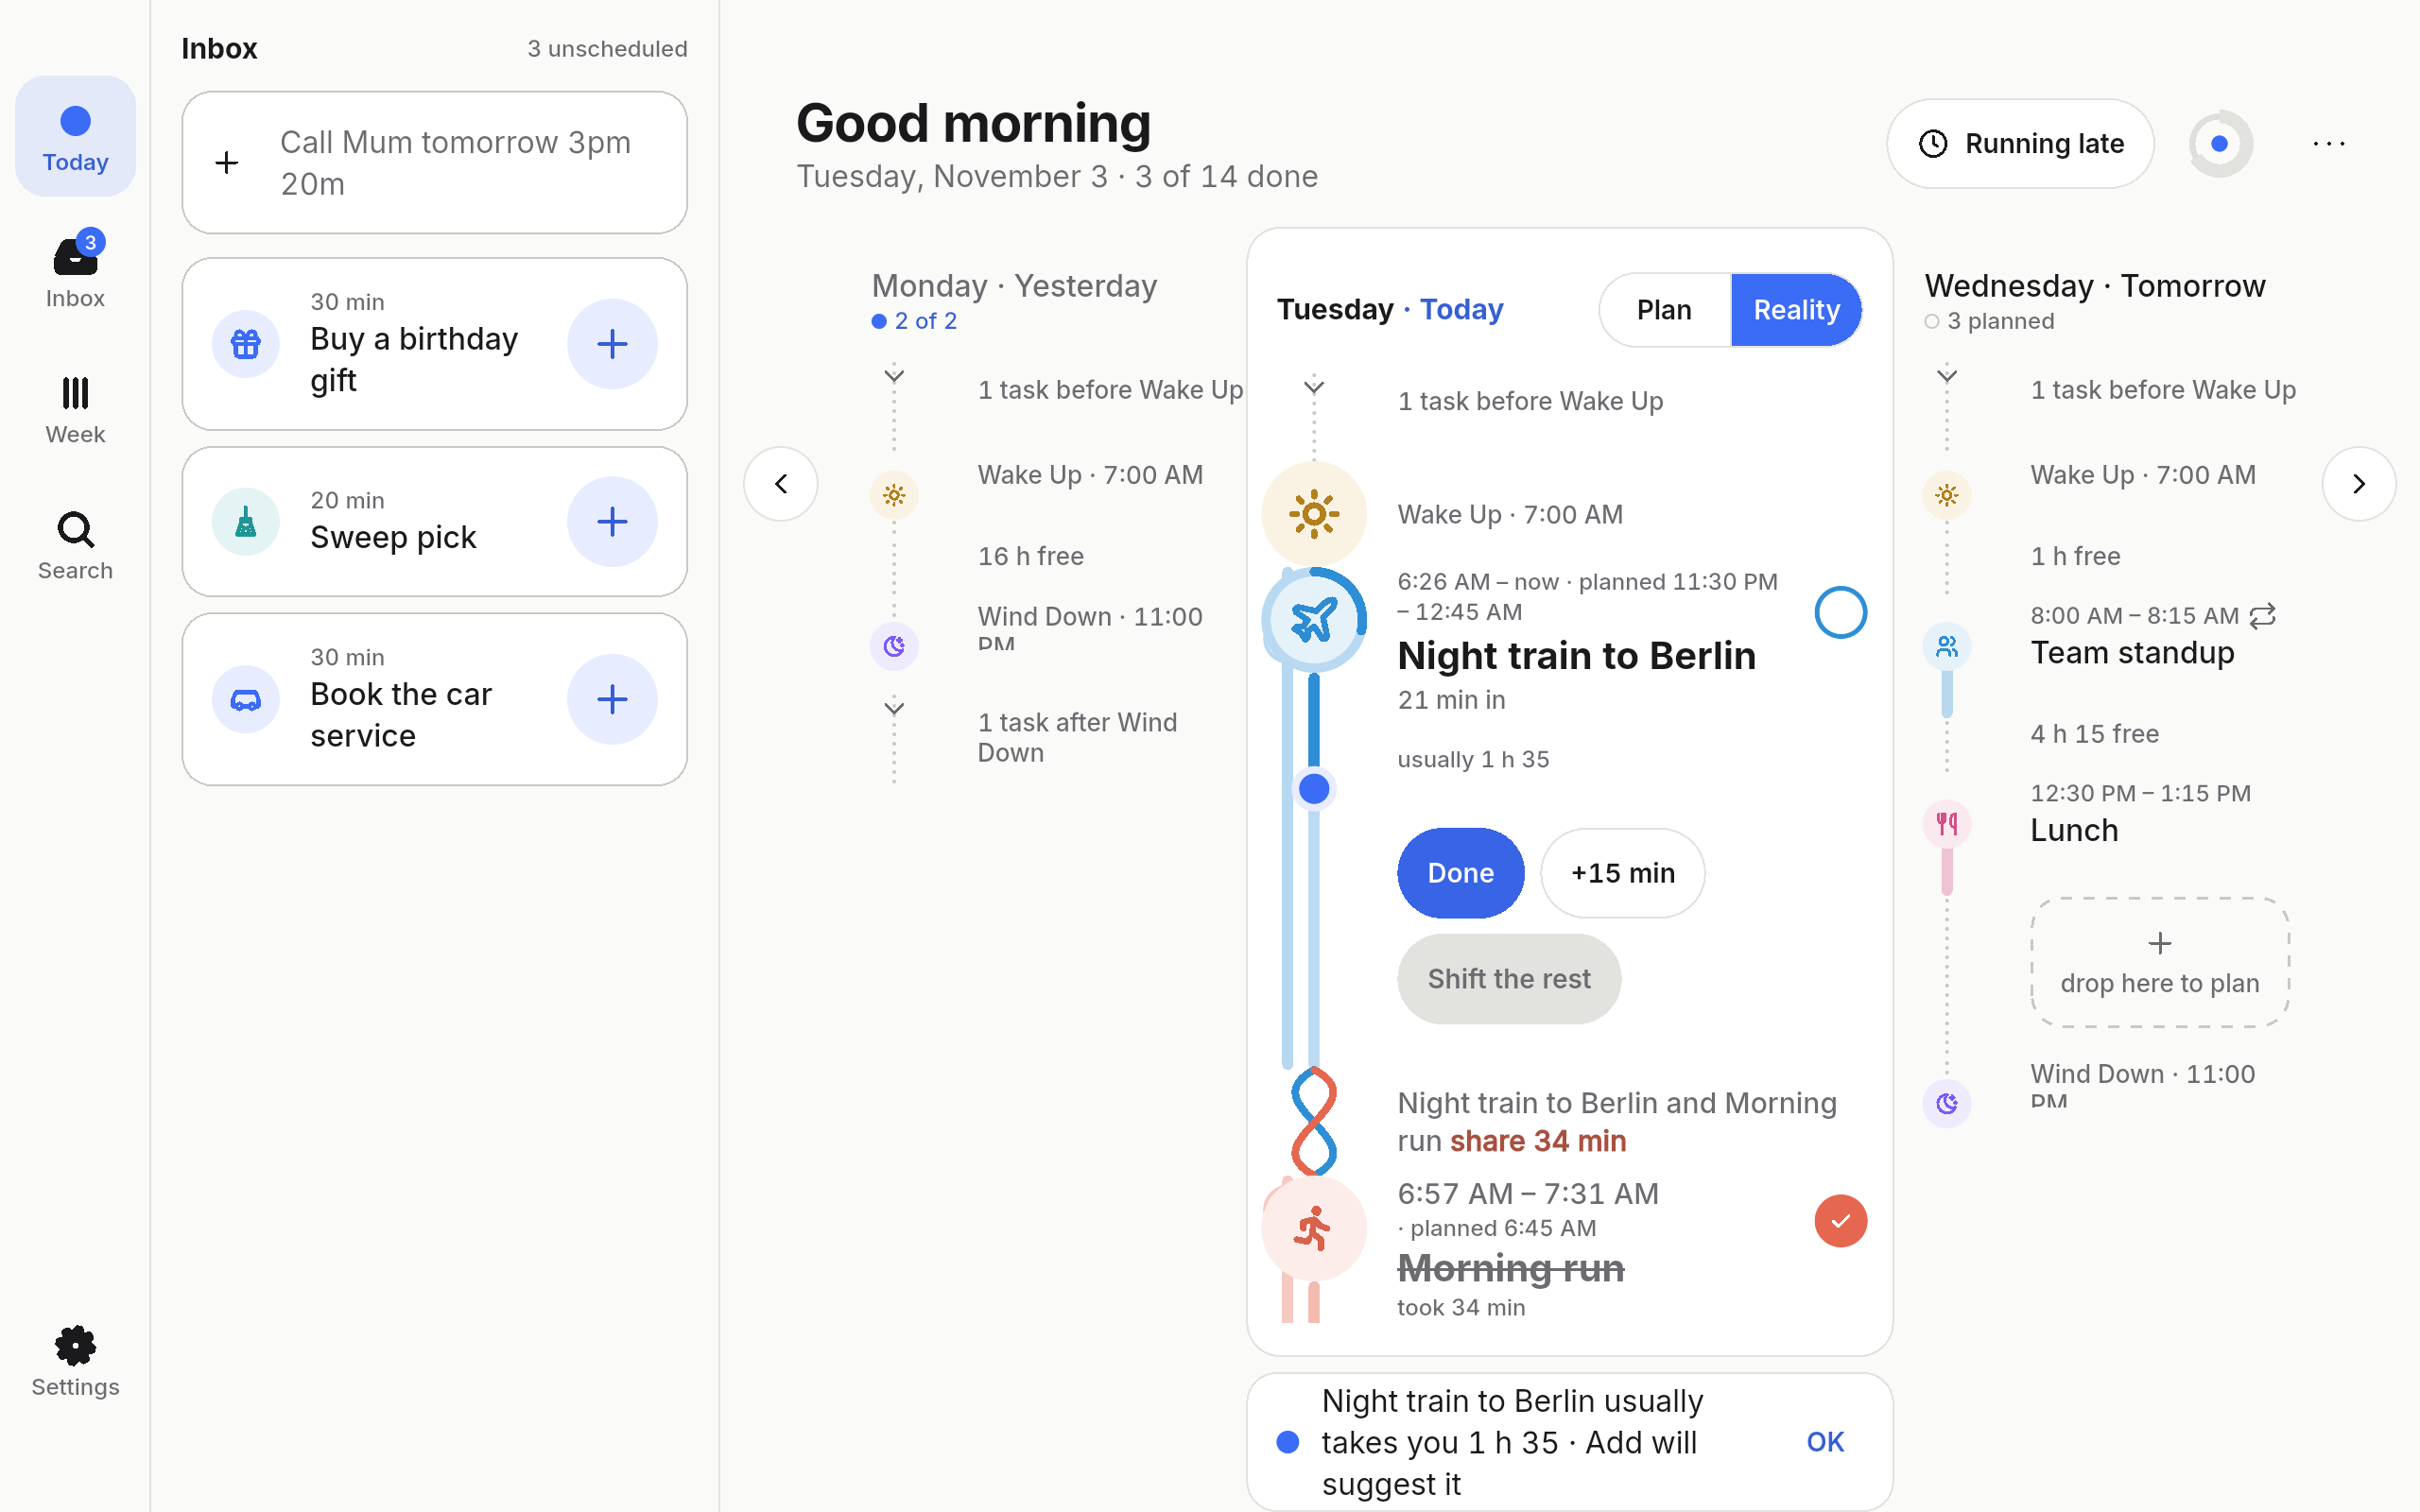 Today
3
Inbox
Week
Search
Settings
Inbox
3 unscheduled
Call Mum tomorrow 3pm
20m
30 min
Buy a birthday
gift
20 min
Sweep pick
30 min
Book the car
service
Good morning
Tuesday, November 3 · 3 of 14 done
Running late
Monday · Yesterday
2 of 2
1 task before Wake Up
Wake Up · 7:00 AM
16 h free
Wind Down · 11:00
PM
1 task after Wind
Down
Tuesday · Today
Plan
Reality
1 task before Wake Up
Wake Up · 7:00 AM
6:26 AM – now · planned 11:30 PM
– 12:45 AM
Night train to Berlin
21 min in
usually 1 h 35
Done
+15 min
Shift the rest
Night train to Berlin and Morning
run share 34 min
6:57 AM – 7:31 AM
· planned 6:45 AM
Morning run
took 34 min
Night train to Berlin usually
takes you 1 h 35 · Add will
suggest it
OK
Wednesday · Tomorrow
3 planned
1 task before Wake Up
Wake Up · 7:00 AM
1 h free
8:00 AM – 8:15 AM
Team standup
4 h 15 free
12:30 PM – 1:15 PM
Lunch
drop here to plan
Wind Down · 11:00
PM